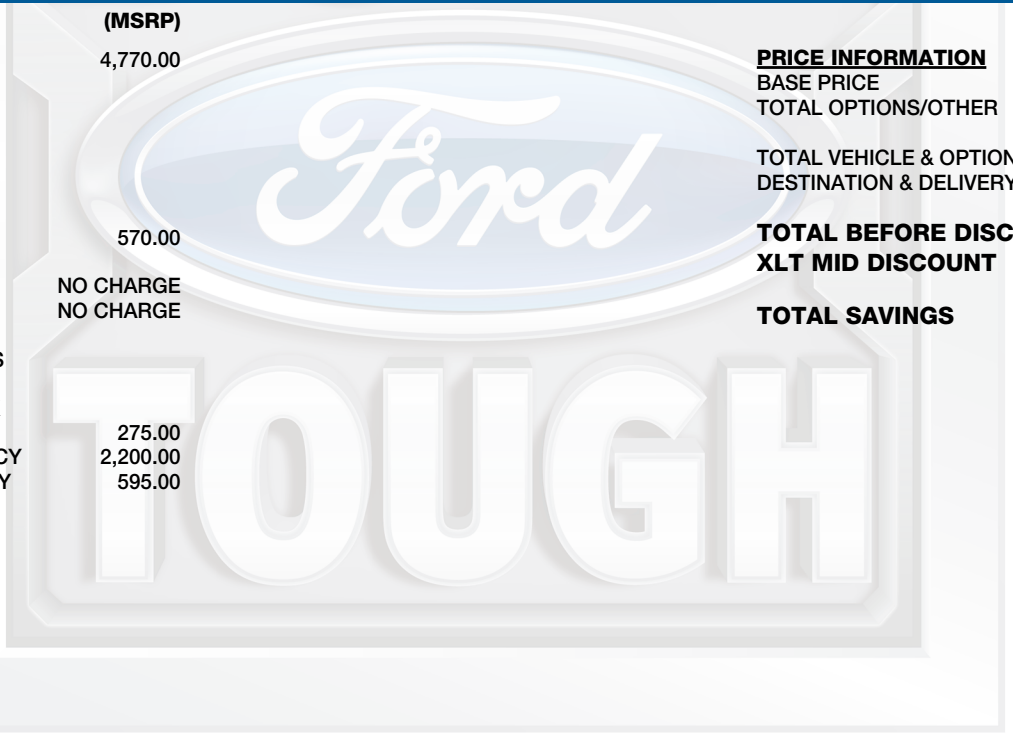 (MSRP)
4,770.00
570.00
NO CHARGE
NO CHARGE
S
275.00
CY 2,200.00
Y 595.00
PRICE INFORMATION
BASE PRICE
TOTAL OPTIONS/OTHER
TOTAL VEHICLE & OPTION
DESTINATION & DELIVERY
TOTAL BEFORE DISC
XLT MID DISCOUNT
TOTAL SAVINGS
Ford
TOUGH